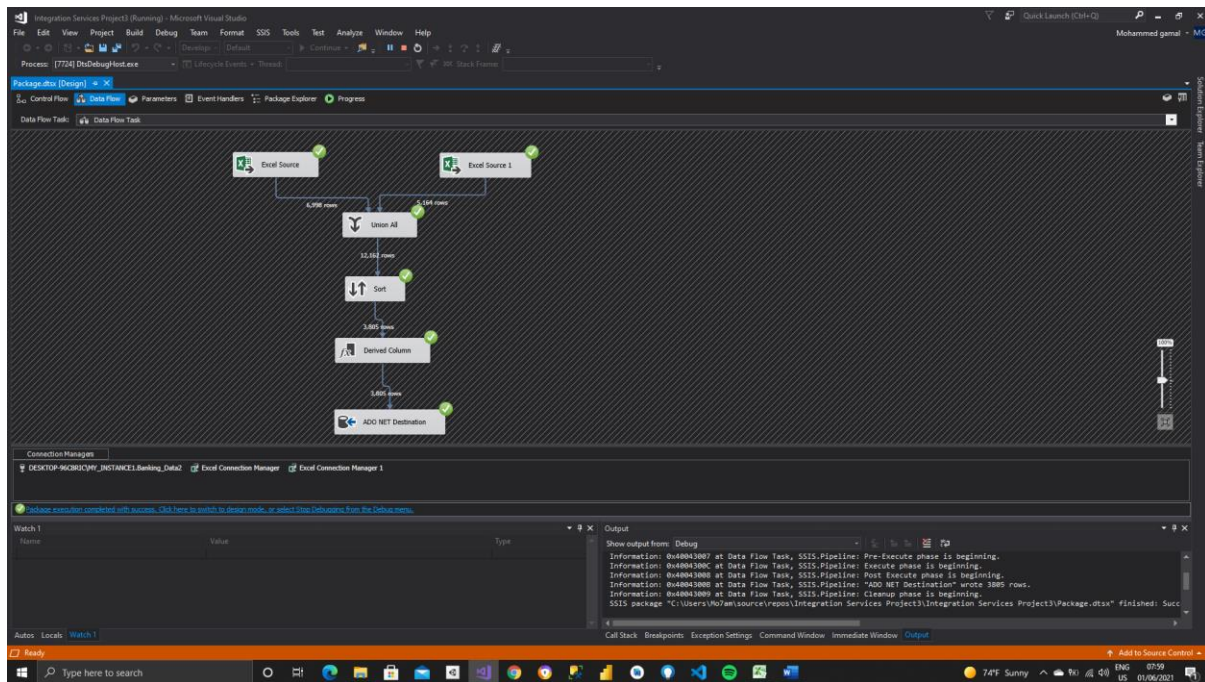 Integration Services Project3 (Running) - Microsoft Visual Studio
Quick Launch (Ctrl+Q)
File Edit View Project Build Debug Team Format SSIS Tools Test Analyze Window Help
Mohammed gamal
MG
Develop Default Continue
Process: [7724] DtsDebugHost.exe Lifecycle Events Thread: Stack Frame:
Package.dtsx [Design]
Control Flow Data Flow Parameters Event Handlers Package Explorer Progress
Data Flow Task: Data Flow Task
Solution Explorer
Team Explorer
Excel Source
Excel Source 1
6,998 rows
5,164 rows
Union All
12,162 rows
Sort
3,805 rows
Derived Column
3,805 rows
ADO NET Destination
100%
Connection Managers
DESKTOP-96C8RJC\MY_INSTANCE1.Banking_Data2 Excel Connection Manager Excel Connection Manager 1
Package execution completed with success. Click here to switch to design mode, or select Stop Debugging from the Debug menu.
Watch 1
Name Value Type
Output
Show output from: Debug
Information: 0x40043007 at Data Flow Task, SSIS.Pipeline: Pre-Execute phase is beginning.
Information: 0x4004300C at Data Flow Task, SSIS.Pipeline: Execute phase is beginning.
Information: 0x40043008 at Data Flow Task, SSIS.Pipeline: Post Execute phase is beginning.
Information: 0x4004300B at Data Flow Task, SSIS.Pipeline: "ADO NET Destination" wrote 3805 rows.
Information: 0x40043009 at Data Flow Task, SSIS.Pipeline: Cleanup phase is beginning.
SSIS package "C:\Users\Mo7am\source\repos\Integration Services Project3\Integration Services Project3\Package.dtsx" finished: Succ
Autos Locals Watch 1
Call Stack Breakpoints Exception Settings Command Window Immediate Window Output
Ready
Add to Source Control
Type here to search
74°F Sunny
ENG
US
07:59
01/06/2021